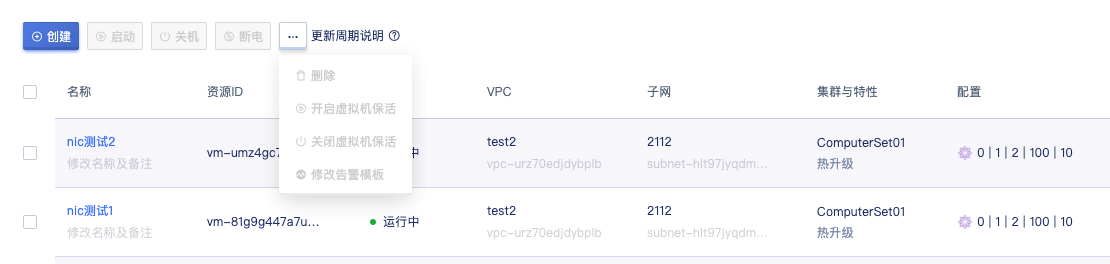 创建 启动 关机 断电 ... 更新周期说明
删除
开启虚拟机保活
关闭虚拟机保活
修改告警模板
名称 资源ID VPC 子网 集群与特性 配置
nic测试2 vm-umz4gc7 中 test2 2112 ComputerSet01 0 | 1 | 2 | 100 | 10
修改名称及备注 vpc-urz70edjdybplb subnet-hlt97jyqdm... 热升级
nic测试1 vm-81g9g447a7u... 运行中 test2 2112 ComputerSet01 0 | 1 | 2 | 100 | 10
修改名称及备注 vpc-urz70edjdybplb subnet-hlt97jyqdm... 热升级